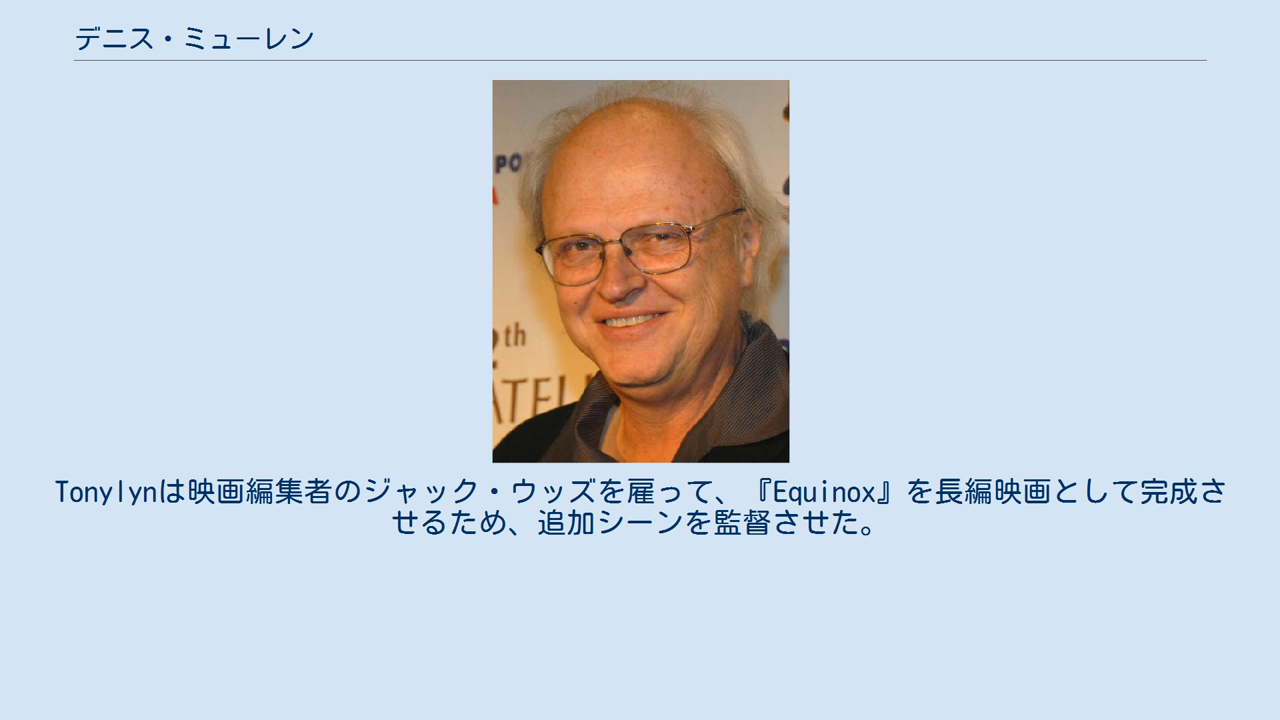 デニス・ミューレン
PO
th
ATEL
Tonylynは映画編集者のジャック・ウッズを雇って、『Equinox』を長編映画として完成さ
せるため、追加シーンを監督させた。